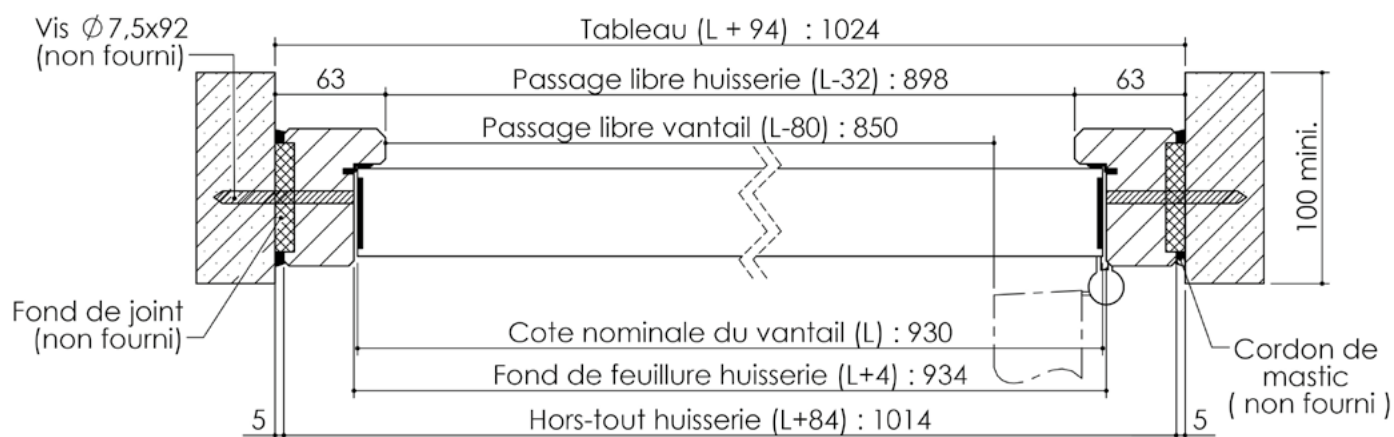 Vis ∅ 7,5x92
(non fourni)
Tableau (L + 94) : 1024
63
Passage libre huisserie (L-32) : 898
63
Passage libre vantail (L-80) : 850
100 mini.
Fond de joint
(non fourni)
Cote nominale du vantail (L) : 930
Cordon de
mastic
( non fourni )
Fond de feuillure huisserie (L+4) : 934
5
Hors-tout huisserie (L+84) : 1014
5